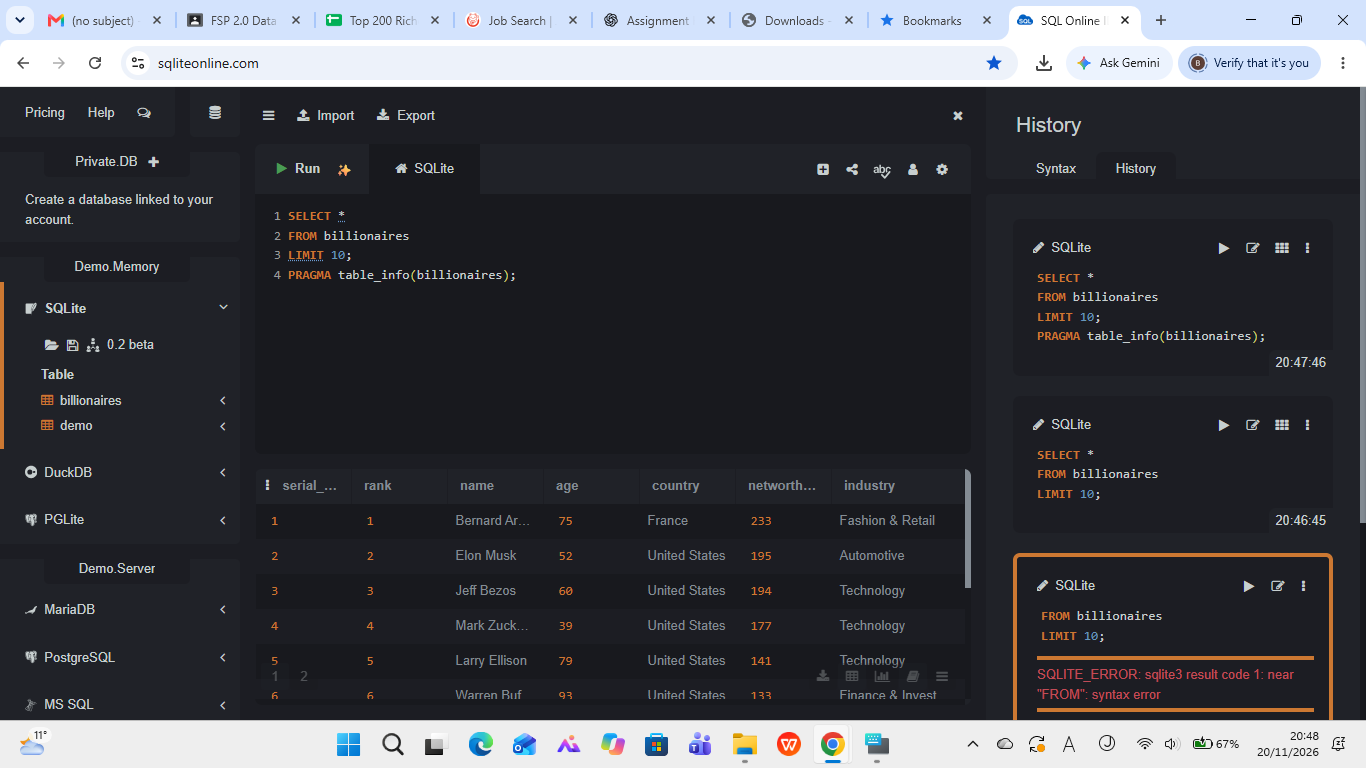 (no subject) -
FSP 2.0 Data
Top 200 Rich
Job Search |
Assignment
Downloads -
Bookmarks
SQL Online I
sqliteonline.com
Ask Gemini
Verify that it's you
Pricing
Help
Import
Export
History
Private.DB
Run
SQLite
abc
Syntax
History
Create a database linked to your
account.
1 SELECT *
2 FROM billionaires
3 LIMIT 10;
4 PRAGMA table_info(billionaires);
Demo.Memory
SQLite
0.2 beta
Table
billionaires
demo
DuckDB
PGLite
Demo.Server
MariaDB
PostgreSQL
MS SQL
serial_... rank name age country networth... industry
1 1 Bernard Ar... 75 France 233 Fashion & Retail
2 2 Elon Musk 52 United States 195 Automotive
3 3 Jeff Bezos 60 United States 194 Technology
4 4 Mark Zuck... 39 United States 177 Technology
5 5 Larry Ellison 79 United States 141 Technology
1 2
6 6 Warren Buf 93 United States 133 Finance & Invest
SQLite
SELECT *
FROM billionaires
LIMIT 10;
PRAGMA table_info(billionaires);
20:47:46
SQLite
SELECT *
FROM billionaires
LIMIT 10;
20:46:45
SQLite
FROM billionaires
LIMIT 10;
SQLITE_ERROR: sqlite3 result code 1: near
"FROM": syntax error
11°
67%
20:48
20/11/2026